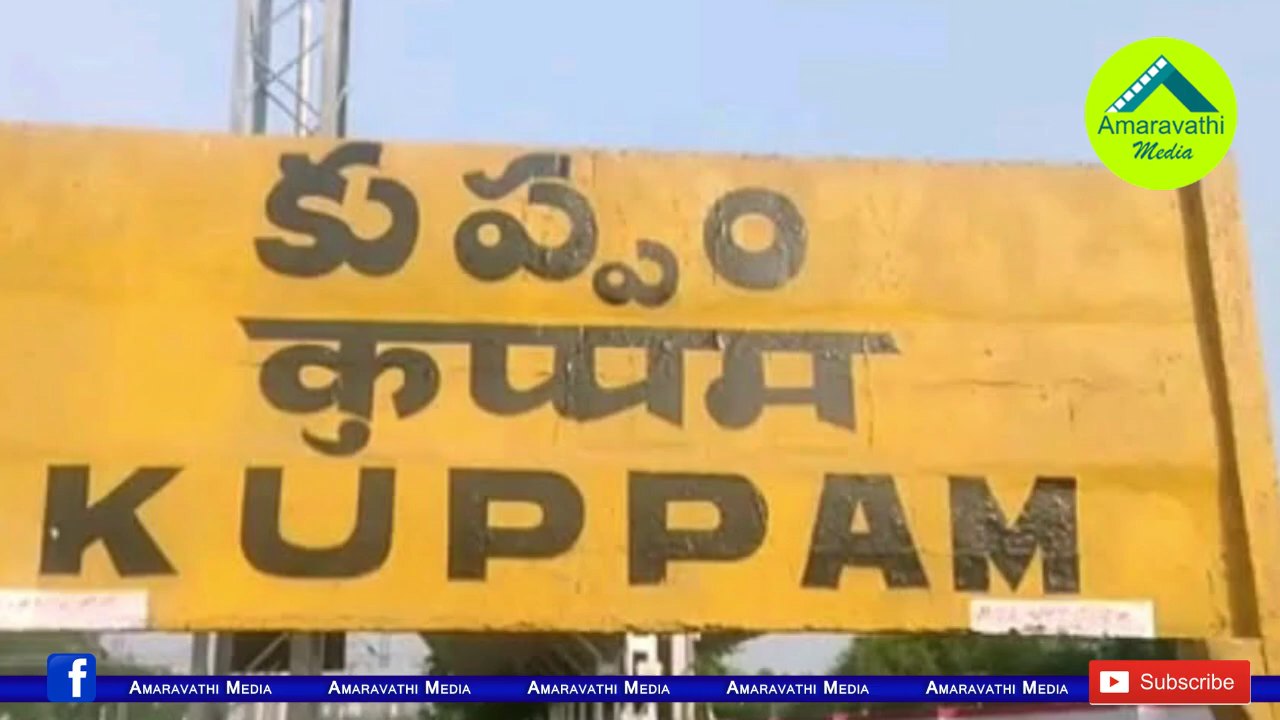 Amaravathi
Media
కుప్పం
कुप्पम
KUPPAM
f Amaravathi Media Amaravathi Media Amaravathi Media Amaravathi Media Amaravathi Media Subscribe